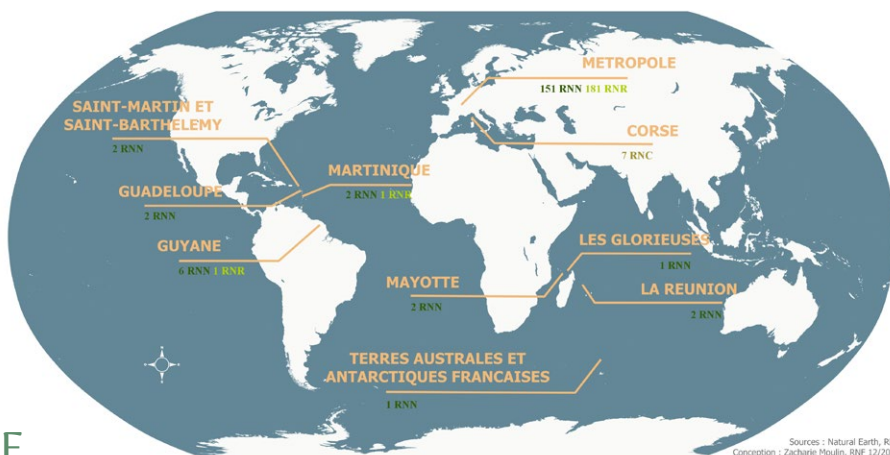 METROPOLE
151 RNN 181 RNR
SAINT-MARTIN ET
SAINT-BARTHELEMY
2 RNN
CORSE
7 RNC
MARTINIQUE
2 RNN 1 RNR
GUADELOUPE
2 RNN
GUYANE
6 RNN 1 RNR
LES GLORIEUSES
1 RNN
MAYOTTE
2 RNN
LA REUNION
2 RNN
TERRES AUSTRALES ET
ANTARCTIQUES FRANCAISES
1 RNN
F
Sources : Natural Earth,
Conception : Zacharie Moulin, RNF